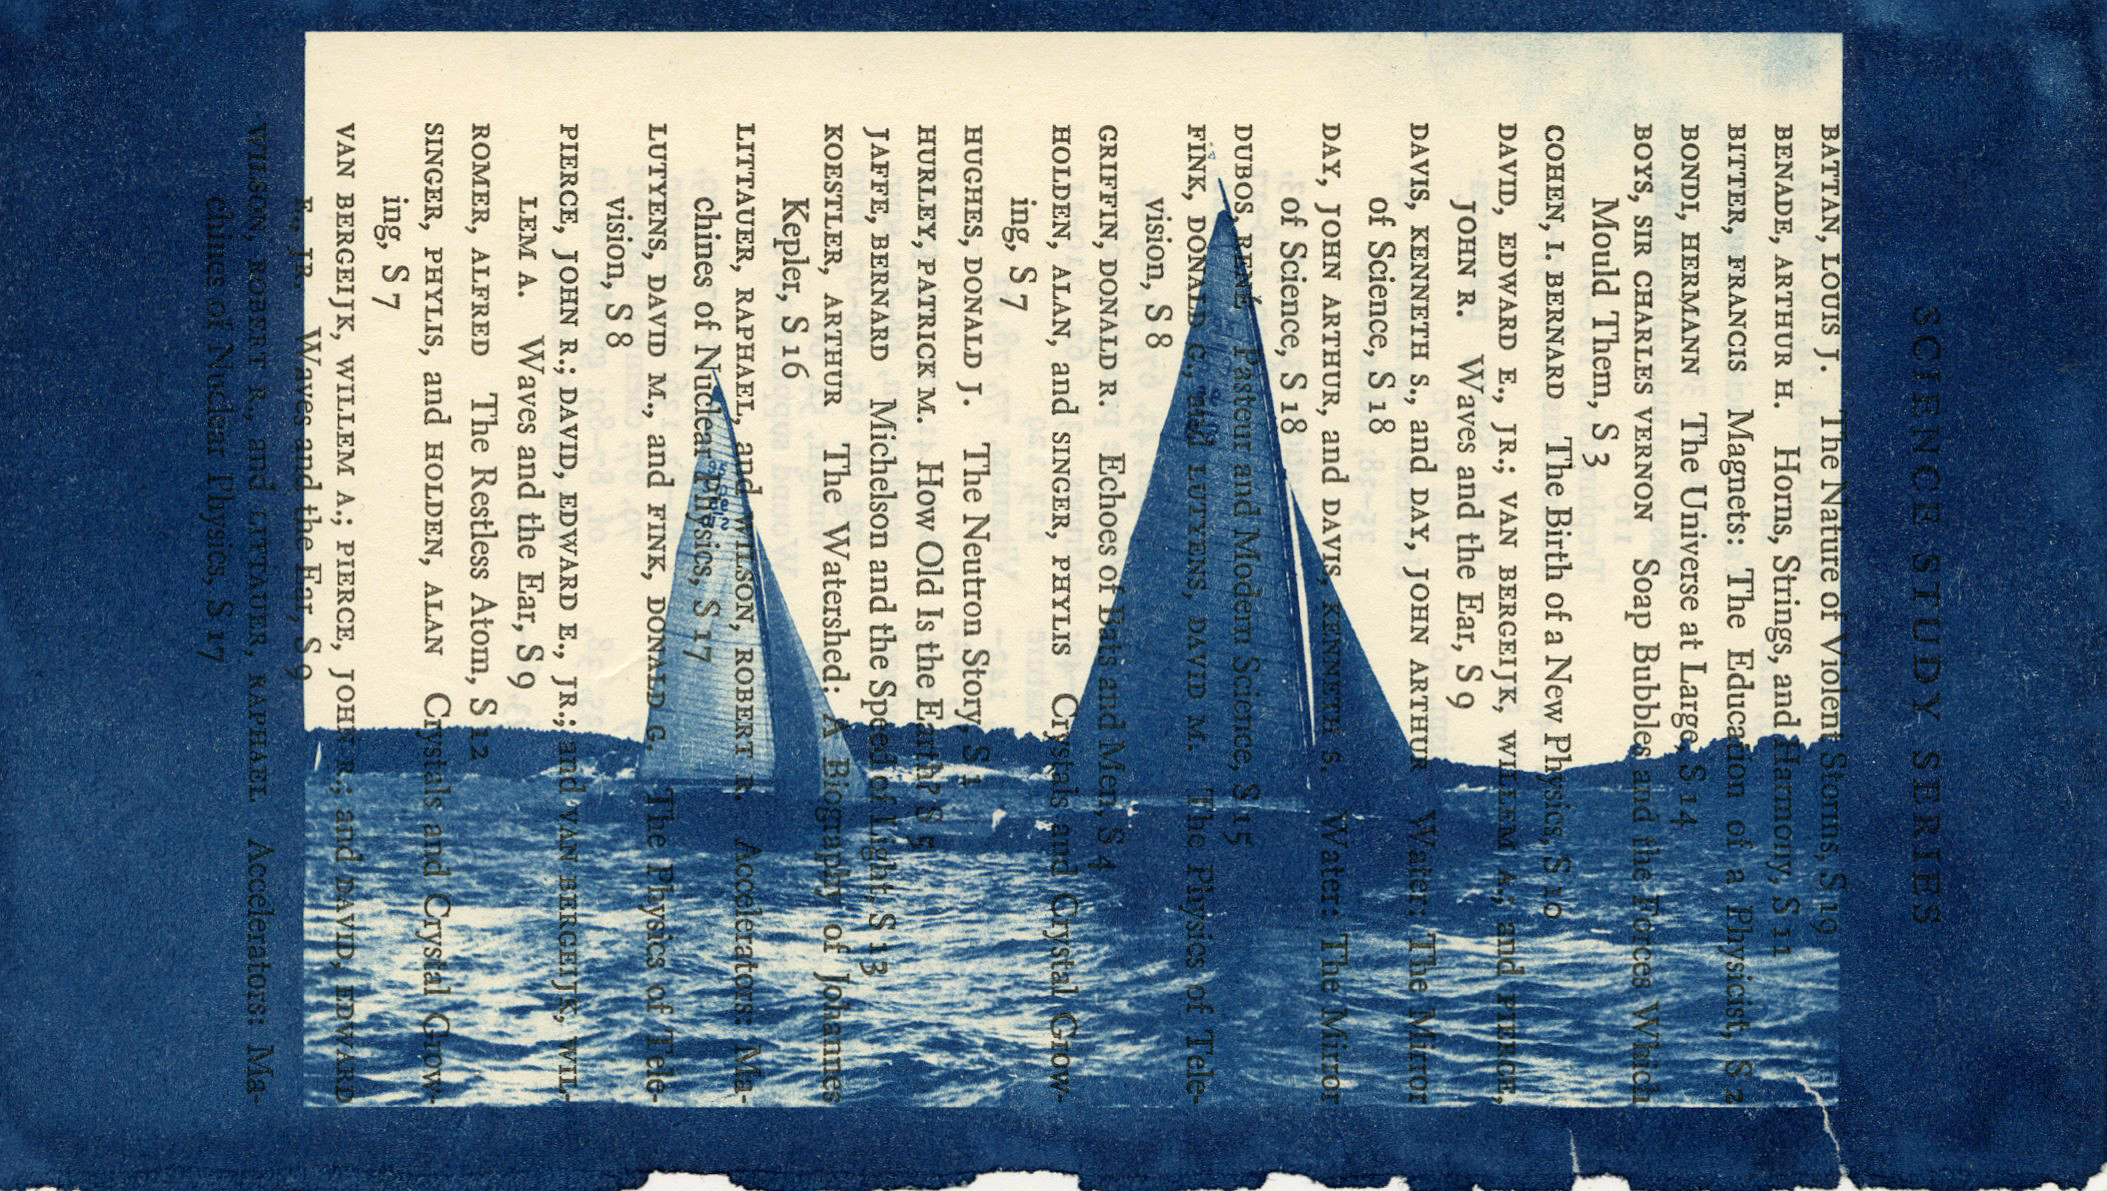 SCIENCE STUDY SERIES
BATTAN, LOUIS J. The Nature of Violent Storms, S 19
BENADE, ARTHUR H. Horns, Strings, and Harmony, S 11
BITTER, FRANCIS Magnets: The Education of a Physicist, S 2
BONDI, HERMANN The Universe at Large, S 14
BOYS, SIR CHARLES VERNON Soap Bubbles and the Forces Which
Mould Them, S 3
COHEN, I. BERNARD The Birth of a New Physics, S 10
DAVID, EDWARD E., JR.; VAN BERGEIJK, WILLEM A.; and PIERCE,
JOHN R. Waves and the Ear, S 9
DAVIS, KENNETH S., and DAY, JOHN ARTHUR Water: The Mirror
of Science, S 18
DAY, JOHN ARTHUR, and DAVIS, KENNETH S. Water: The Mirror
of Science, S 18
DUBOS, RENÉ Pasteur and Modern Science, S 15
FINK, DONALD G., and LUTYENS, DAVID M. The Physics of Tele-
vision, S 8
GRIFFIN, DONALD R. Echoes of Bats and Men, S 4
HOLDEN, ALAN, and SINGER, PHYLIS Crystals and Crystal Grow-
ing, S 7
HUGHES, DONALD J. The Neutron Story, S 1
HURLEY, PATRICK M. How Old Is the Earth? S 5
JAFFE, BERNARD Michelson and the Speed of Light, S 13
KOESTLER, ARTHUR The Watershed: A Biography of Johannes
Kepler, S 16
LITTAUER, RAPHAEL, and WILSON, ROBERT R. Accelerators: Ma-
chines of Nuclear Physics, S 17
LUTYENS, DAVID M., and FINK, DONALD G. The Physics of Tele-
vision, S 8
PIERCE, JOHN R.; DAVID, EDWARD E., JR.; and VAN BERGEIJK, WIL-
LEM A. Waves and the Ear, S 9
ROMER, ALFRED The Restless Atom, S 12
SINGER, PHYLIS, and HOLDEN, ALAN Crystals and Crystal Grow-
ing, S 7
VAN BERGEIJK, WILLEM A.; PIERCE, JOHN R.; and DAVID, EDWARD
E., JR. Waves and the Ear, S 9
WILSON, ROBERT R., and LITTAUER, RAPHAEL Accelerators: Ma-
chines of Nuclear Physics, S 17